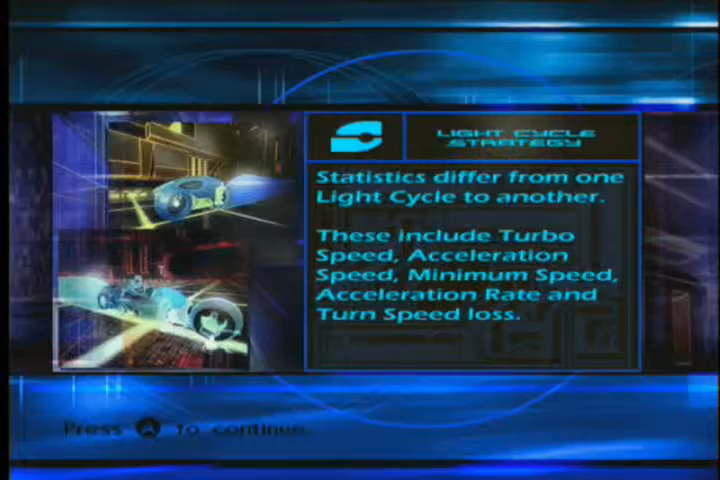 LIGHT CYCLE
STRATEGY
Statistics differ from one
Light Cycle to another.
These include Turbo
Speed, Acceleration
Speed, Minimum Speed,
Acceleration Rate and
Turn Speed loss.
Press A to continue.